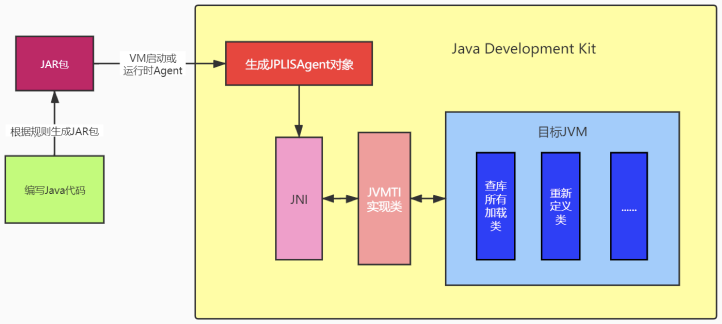 Java Development Kit
JAR包
VM启动或
运行时Agent
生成JPLISAgent对象
根据规则生成JAR包
编写Java代码
JNI
JVMTI
实现类
目标JVM
查库
所有
加载
类
重新
定义
类
......